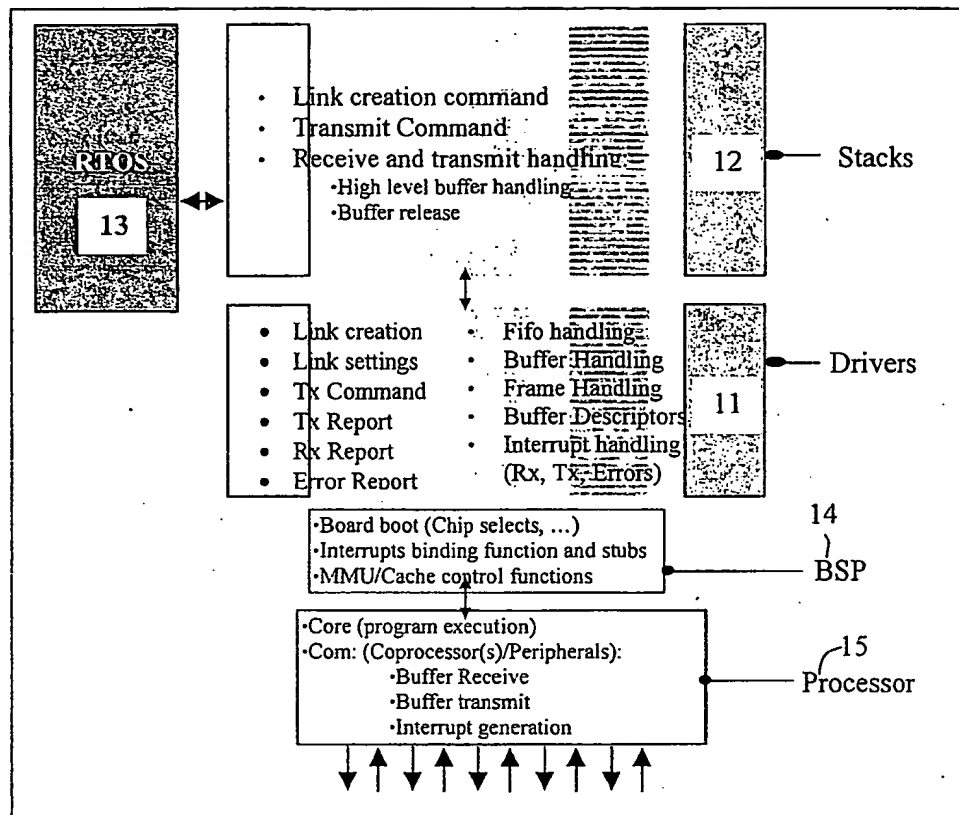 RTOS
13
· Link creation command
· Transmit Command
· Receive and transmit handling:
•High level buffer handling
•Buffer release
12
Stacks
• Link creation
• Link settings
• Tx Command
• Tx Report
• Rx Report
• Error Report
· Fifo handling
· Buffer Handling
· Frame Handling
· Buffer Descriptors
· Interrupt handling
(Rx, Tx, Errors)
11
Drivers
•Board boot (Chip selects, ...)
•Interrupts binding function and stubs
•MMU/Cache control functions
14
BSP
•Core (program execution)
•Com: (Coprocessor(s)/Peripherals):
•Buffer Receive
•Buffer transmit
•Interrupt generation
15
Processor